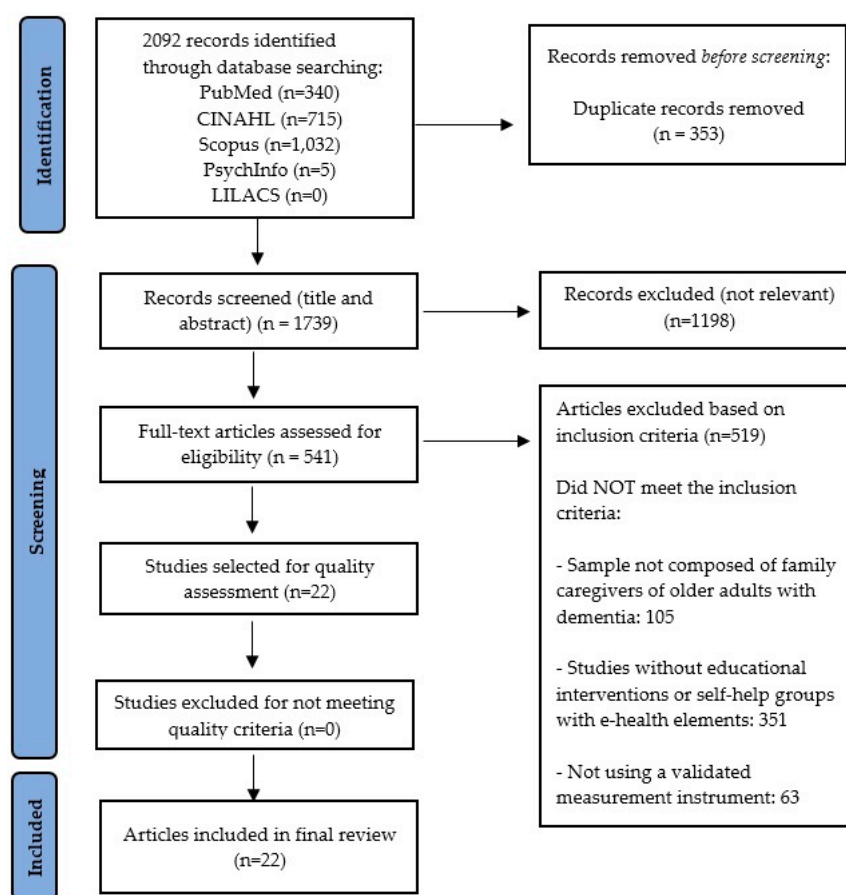 Identification
2092 records identified
through database searching:
PubMed (n=340)
CINAHL (n=715)
Scopus (n=1,032)
PsychInfo (n=5)
LILACS (n=0)
Records removed before screening:
Duplicate records removed
(n = 353)
Screening
Records screened (title and
abstract) (n = 1739)
Records excluded (not relevant)
(n=1198)
Full-text articles assessed for
eligibility (n = 541)
Articles excluded based on
inclusion criteria (n=519)
Did NOT meet the inclusion
criteria:
- Sample not composed of family
caregivers of older adults with
dementia: 105
- Studies without educational
interventions or self-help groups
with e-health elements: 351
- Not using a validated
measurement instrument: 63
Studies selected for quality
assessment (n=22)
Studies excluded for not meeting
quality criteria (n=0)
Included
Articles included in final review
(n=22)